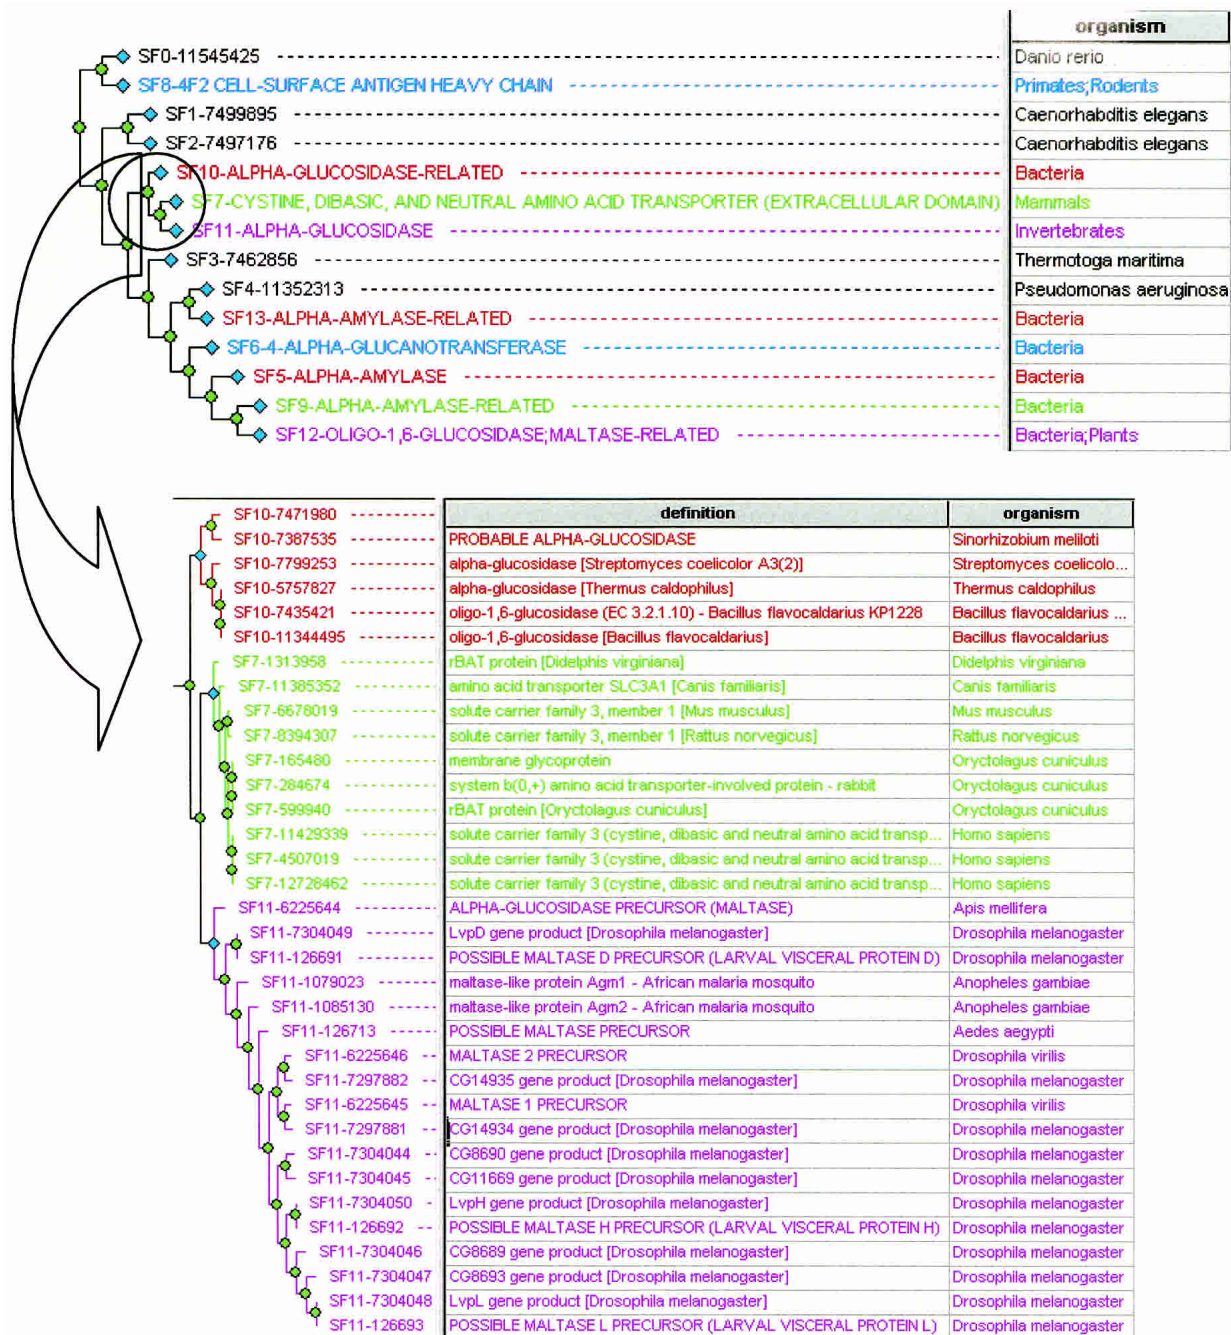 organism
SF0-11545425 Danio rerio
SF8-4F2 CELL-SURFACE ANTIGEN HEAVY CHAIN Primates;Rodents
SF1-7499895 Caenorhabditis elegans
SF2-7497176 Caenorhabditis elegans
SF10-ALPHA-GLUCOSIDASE-RELATED Bacteria
SF7-CYSTINE, DIBASIC, AND NEUTRAL AMINO ACID TRANSPORTER (EXTRACELLULAR DOMAIN) Mammals
SF11-ALPHA-GLUCOSIDASE Invertebrates
SF3-7462856 Thermotoga maritima
SF4-11352313 Pseudomonas aeruginosa
SF13-ALPHA-AMYLASE-RELATED Bacteria
SF6-4-ALPHA-GLUCANOTRANSFERASE Bacteria
SF5-ALPHA-AMYLASE Bacteria
SF9-ALPHA-AMYLASE-RELATED Bacteria
SF12-OLIGO-1,6-GLUCOSIDASE;MALTASE-RELATED Bacteria;Plants
definition organism
SF10-7471980
SF10-7387535 PROBABLE ALPHA-GLUCOSIDASE Sinorhizobium meliloti
SF10-7799253 alpha-glucosidase [Streptomyces coelicolor A3(2)] Streptomyces coelicolo...
SF10-5757827 alpha-glucosidase [Thermus caldophilus] Thermus caldophilus
SF10-7435421 oligo-1,6-glucosidase (EC 3.2.1.10) - Bacillus flavocaldarius KP1228 Bacillus flavocaldarius ...
SF10-11344495 oligo-1,6-glucosidase [Bacillus flavocaldarius] Bacillus flavocaldarius
SF7-1313958 rBAT protein [Didelphis virginiana] Didelphis virginiana
SF7-11385352 amino acid transporter SLC3A1 [Canis familiaris] Canis familiaris
SF7-6678019 solute carrier family 3, member 1 [Mus musculus] Mus musculus
SF7-8394307 solute carrier family 3, member 1 [Rattus norvegicus] Rattus norvegicus
SF7-165480 membrane glycoprotein Oryctolagus cuniculus
SF7-284674 system b(0,+) amino acid transporter-involved protein - rabbit Oryctolagus cuniculus
SF7-599940 rBAT protein [Oryctolagus cuniculus] Oryctolagus cuniculus
SF7-11429339 solute carrier family 3 (cystine, dibasic and neutral amino acid transp... Homo sapiens
SF7-4507019 solute carrier family 3 (cystine, dibasic and neutral amino acid transp... Homo sapiens
SF7-12728462 solute carrier family 3 (cystine, dibasic and neutral amino acid transp... Homo sapiens
SF11-6225644 ALPHA-GLUCOSIDASE PRECURSOR (MALTASE) Apis mellifera
SF11-7304049 LvpD gene product [Drosophila melanogaster] Drosophila melanogaster
SF11-126691 POSSIBLE MALTASE D PRECURSOR (LARVAL VISCERAL PROTEIN D) Drosophila melanogaster
SF11-1079023 maltase-like protein Agm1 - African malaria mosquito Anopheles gambiae
SF11-1085130 maltase-like protein Agm2 - African malaria mosquito Anopheles gambiae
SF11-126713 POSSIBLE MALTASE PRECURSOR Aedes aegypti
SF11-6225646 MALTASE 2 PRECURSOR Drosophila virilis
SF11-7297882 CG14935 gene product [Drosophila melanogaster] Drosophila melanogaster
SF11-6225645 MALTASE 1 PRECURSOR Drosophila virilis
SF11-7297881 CG14934 gene product [Drosophila melanogaster] Drosophila melanogaster
SF11-7304044 CG8690 gene product [Drosophila melanogaster] Drosophila melanogaster
SF11-7304045 CG11669 gene product [Drosophila melanogaster] Drosophila melanogaster
SF11-7304050 LvpH gene product [Drosophila melanogaster] Drosophila melanogaster
SF11-126692 POSSIBLE MALTASE H PRECURSOR (LARVAL VISCERAL PROTEIN H) Drosophila melanogaster
SF11-7304046 CG8689 gene product [Drosophila melanogaster] Drosophila melanogaster
SF11-7304047 CG8693 gene product [Drosophila melanogaster] Drosophila melanogaster
SF11-7304048 LvpL gene product [Drosophila melanogaster] Drosophila melanogaster
SF11-126693 POSSIBLE MALTASE L PRECURSOR (LARVAL VISCERAL PROTEIN L) Drosophila melanogaster